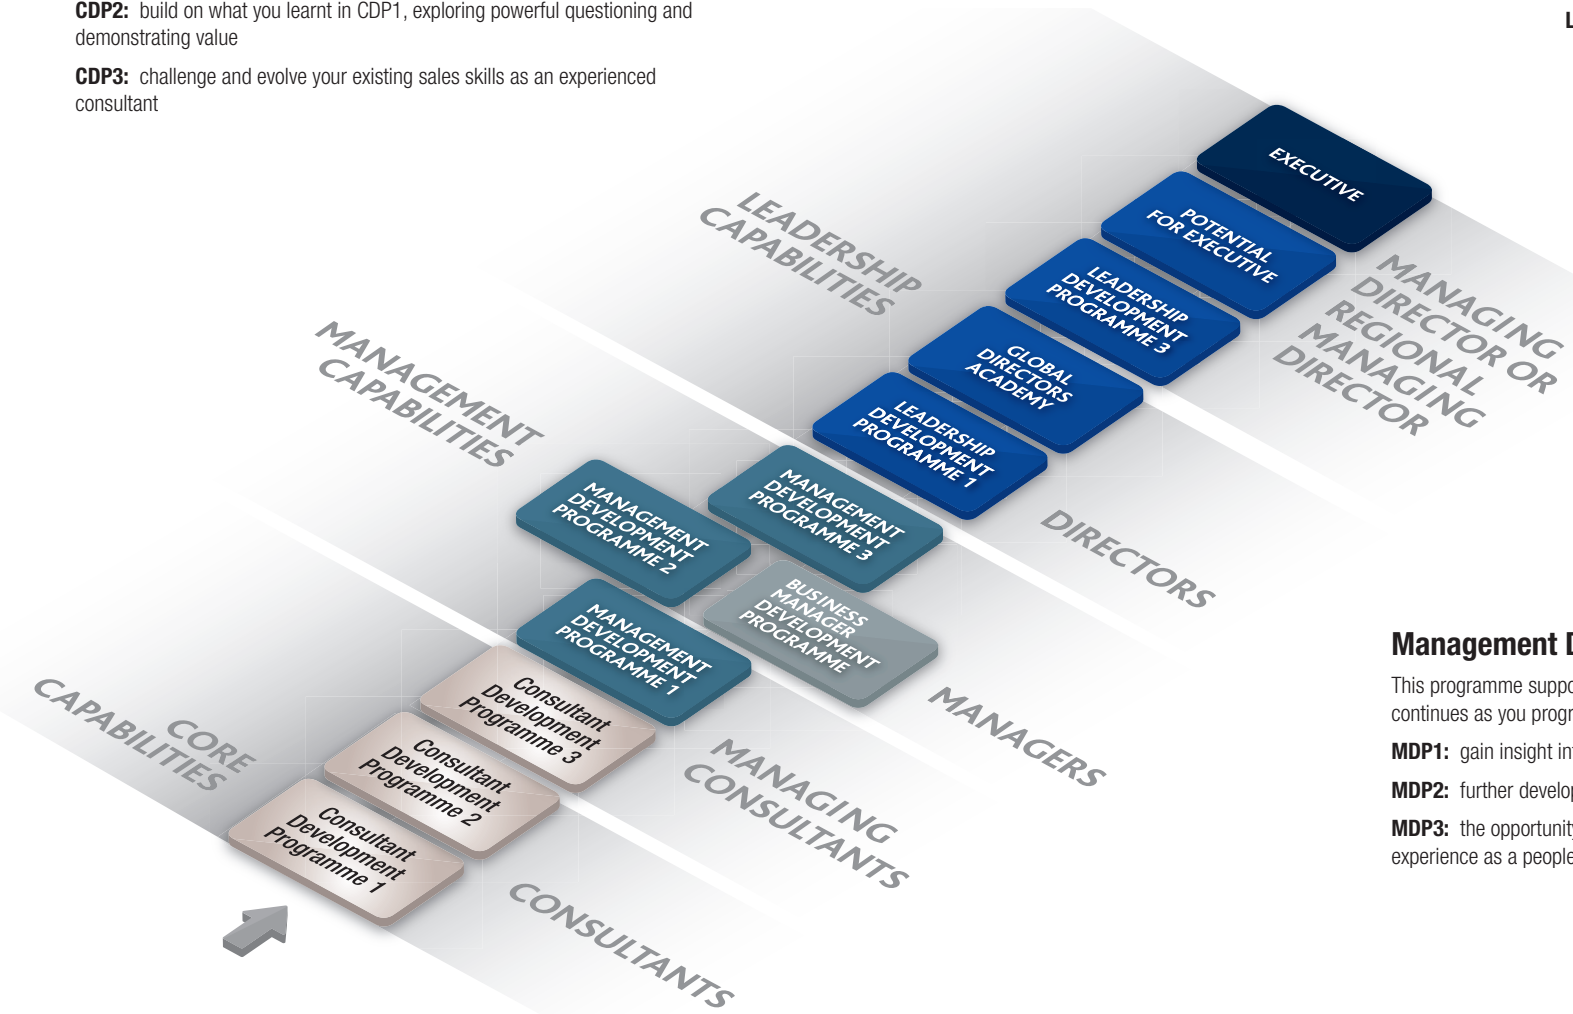 CDP2: build on what you learnt in CDP1, exploring powerful questioning and
demonstrating value
CDP3: challenge and evolve your existing sales skills as an experienced
consultant
L
EXECUTIVE
POTENTIAL
FOR EXECUTIVE
LEADERSHIP
DEVELOPMENT
PROGRAMME 3
GLOBAL
DIRECTORS
ACADEMY
LEADERSHIP
DEVELOPMENT
PROGRAMME 1
LEADERSHIP
CAPABILITIES
MANAGING
DIRECTOR OR
REGIONAL
MANAGING
DIRECTOR
MANAGEMENT
CAPABILITIES
MANAGEMENT
DEVELOPMENT
PROGRAMME 2
MANAGEMENT
DEVELOPMENT
PROGRAMME 3
DIRECTORS
MANAGEMENT
DEVELOPMENT
PROGRAMME 1
BUSINESS
MANAGER
DEVELOPMENT
PROGRAMME
MANAGERS
CORE
CAPABILITIES
Consultant
Development
Programme 3
Consultant
Development
Programme 2
Consultant
Development
Programme 1
MANAGING
CONSULTANTS
CONSULTANTS
Management D
This programme suppo
continues as you progr
MDP1: gain insight in
MDP2: further develop
MDP3: the opportunity
experience as a people